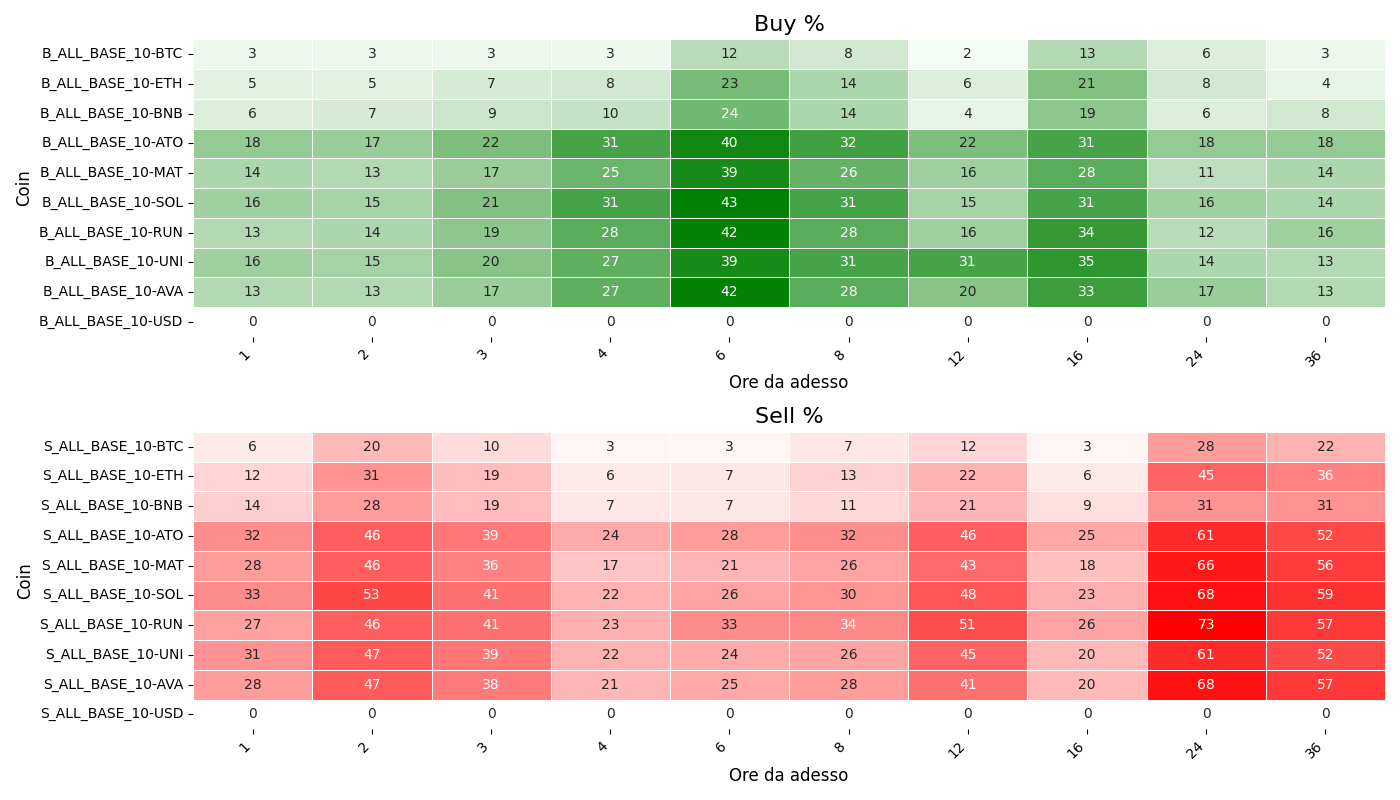 Buy %
Coin
B_ALL_BASE_10-BTC 3 3 3 3 12 8 2 13 6 3
B_ALL_BASE_10-ETH 5 5 7 8 23 14 6 21 8 4
B_ALL_BASE_10-BNB 6 7 9 10 24 14 4 19 6 8
B_ALL_BASE_10-ATO 18 17 22 31 40 32 22 31 18 18
B_ALL_BASE_10-MAT 14 13 17 25 39 26 16 28 11 14
B_ALL_BASE_10-SOL 16 15 21 31 43 31 15 31 16 14
B_ALL_BASE_10-RUN 13 14 19 28 42 28 16 34 12 16
B_ALL_BASE_10-UNI 16 15 20 27 39 31 31 35 14 13
B_ALL_BASE_10-AVA 13 13 17 27 42 28 20 33 17 13
B_ALL_BASE_10-USD 0 0 0 0 0 0 0 0 0 0
1 2 3 4 6 8 12 16 24 36
Ore da adesso
Sell %
Coin
S_ALL_BASE_10-BTC 6 20 10 3 3 7 12 3 28 22
S_ALL_BASE_10-ETH 12 31 19 6 7 13 22 6 45 36
S_ALL_BASE_10-BNB 14 28 19 7 7 11 21 9 31 31
S_ALL_BASE_10-ATO 32 46 39 24 28 32 46 25 61 52
S_ALL_BASE_10-MAT 28 46 36 17 21 26 43 18 66 56
S_ALL_BASE_10-SOL 33 53 41 22 26 30 48 23 68 59
S_ALL_BASE_10-RUN 27 46 41 23 33 34 51 26 73 57
S_ALL_BASE_10-UNI 31 47 39 22 24 26 45 20 61 52
S_ALL_BASE_10-AVA 28 47 38 21 25 28 41 20 68 57
S_ALL_BASE_10-USD 0 0 0 0 0 0 0 0 0 0
1 2 3 4 6 8 12 16 24 36
Ore da adesso